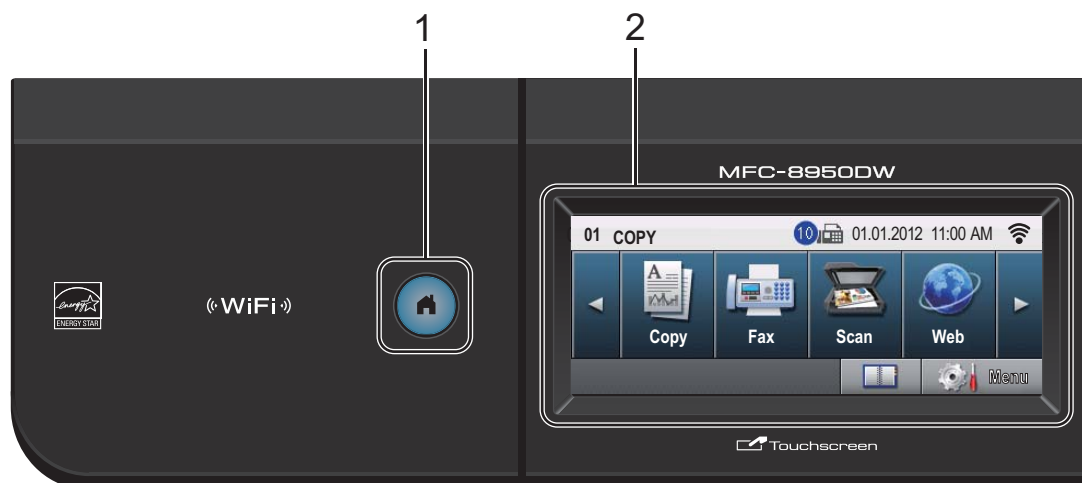 1 2
MFC-8950DW
01 COPY 10 01.01.2012 11:00 AM
Copy Fax Scan Web
Menu
energy
ENERGY STAR
WiFi
Touchscreen